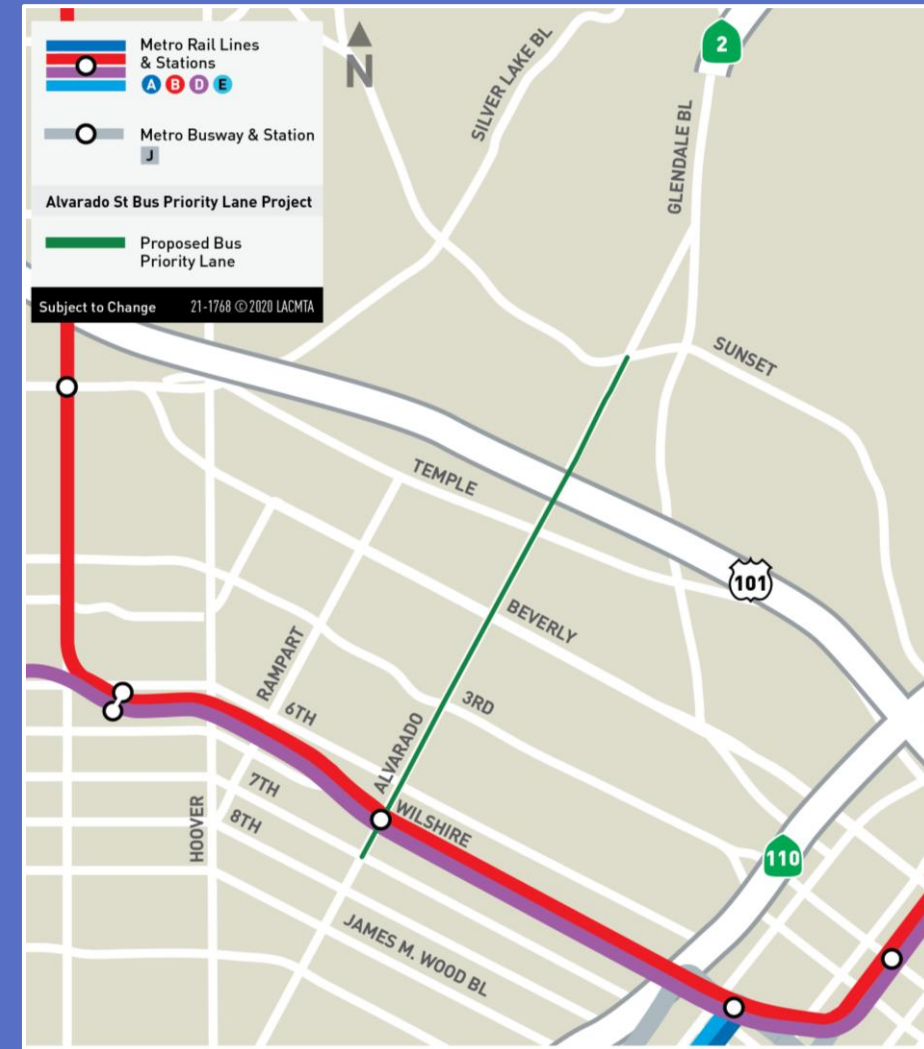 Metro Rail Lines
& Stations
A B D E
Metro Busway & Station
J
Alvarado St Bus Priority Lane Project
Proposed Bus
Priority Lane
Subject to Change 21-1768 © 2020 LACMTA
N
SILVER LAKE BL
2
GLENDALE BL
SUNSET
TEMPLE
101
BEVERLY
RAMPART
3RD
6TH
ALVARADO
7TH
WILSHIRE
8TH
HOOVER
110
JAMES M. WOOD BL